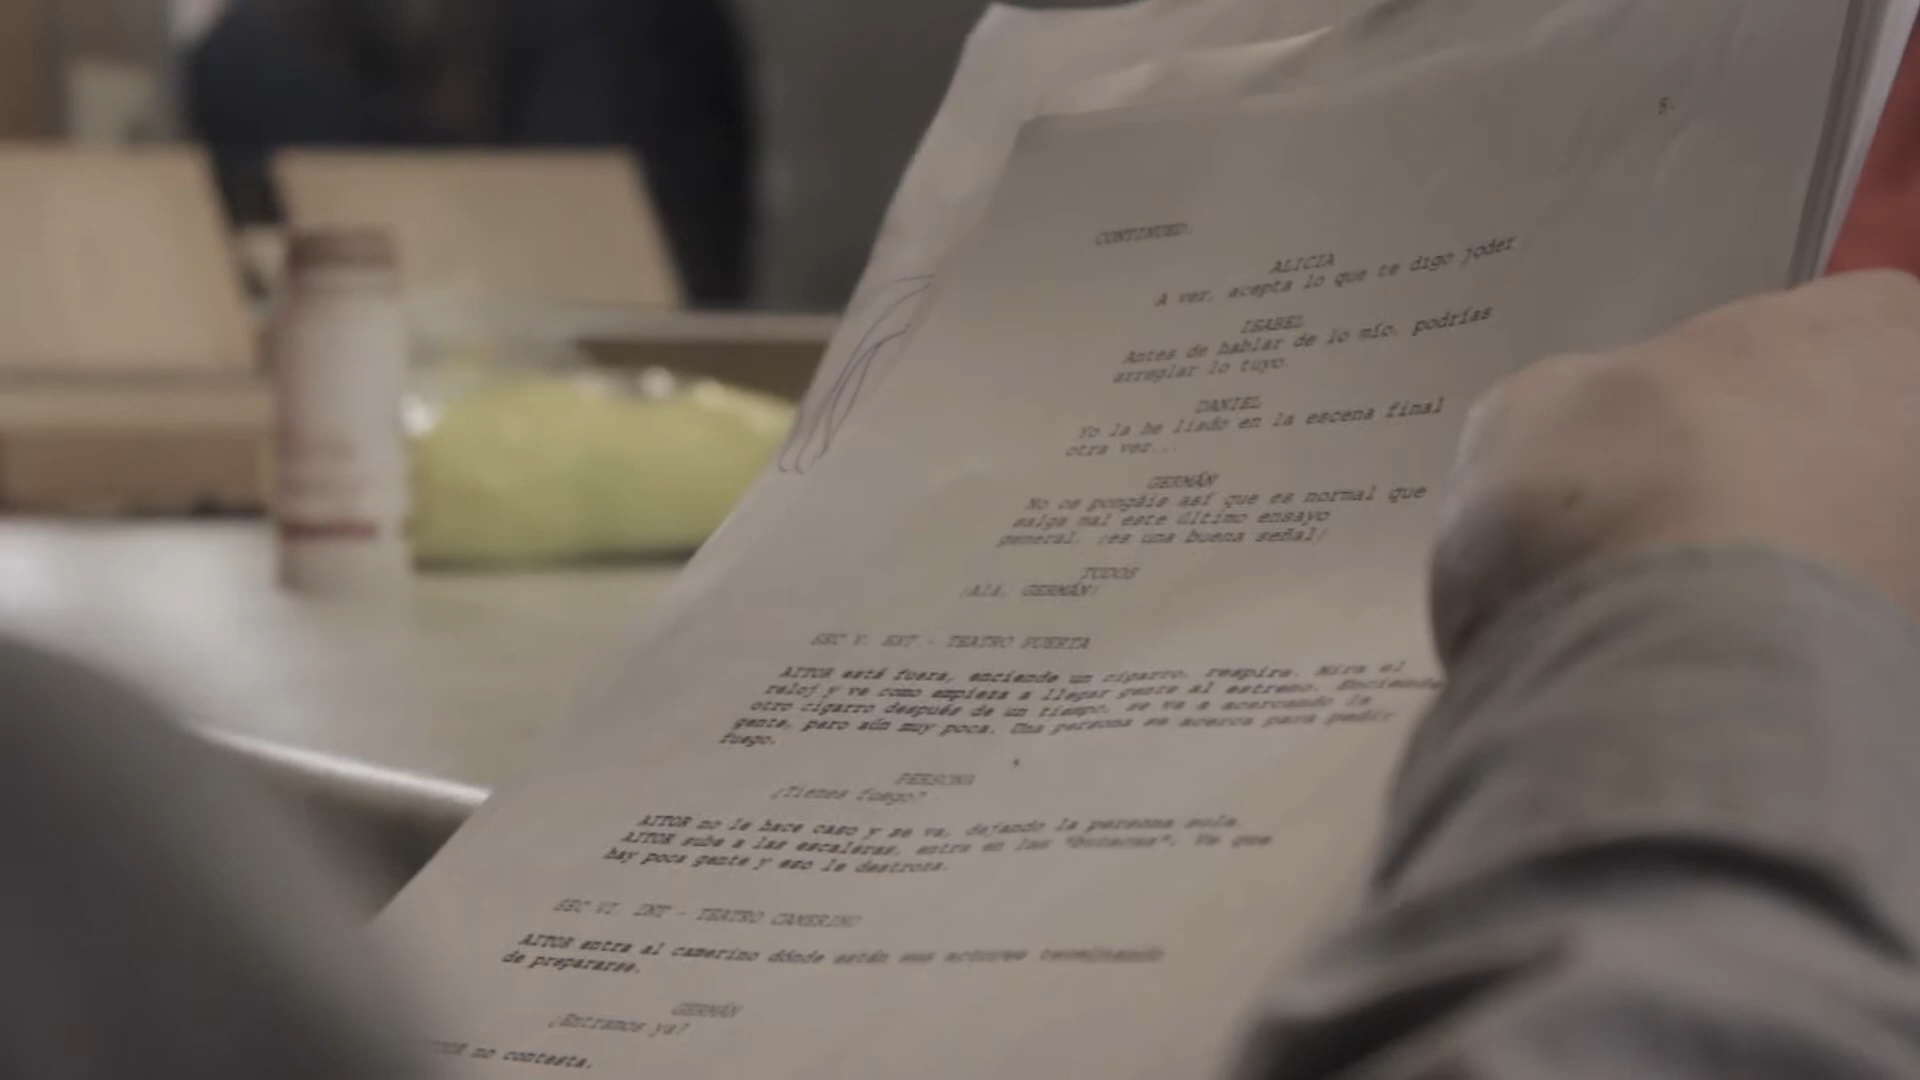 5.
CONTINUED:
ALICIA
A ver, acepta lo que te digo joder
ISABEL
Antes de hablar de lo mío, podrías
arreglar lo tuyo.
DANIEL
Yo la he liado en la escena final
otra vez...
GERMÁN
No os pongáis así que es normal que
salga mal este último ensayo
general, ¡es una buena señal!
TODOS
¡Ala, GERMÁN!
SEC V. EXT - TEATRO PUERTA
AITOR está fuera, enciende un cigarro, respira. Mira el
reloj y ve como empieza a llegar gente al estreno. Enciende
otro cigarro después de un tiempo, se va a acercando la
gente, pero aún muy poca. Una persona se acerca para pedir
fuego.
PERSONA
¿Tienes fuego?
AITOR no le hace caso y se va, dejando la persona sola.
AITOR sube a las escaleras, entra en las "butacas". Ve que
hay poca gente y eso le destroza.
SEC VI. INT - TEATRO CAMERINO
AITOR entra al camerino dónde están sus actores terminando
de prepararse.
GERMÁN
¿Entramos ya?
no contesta.